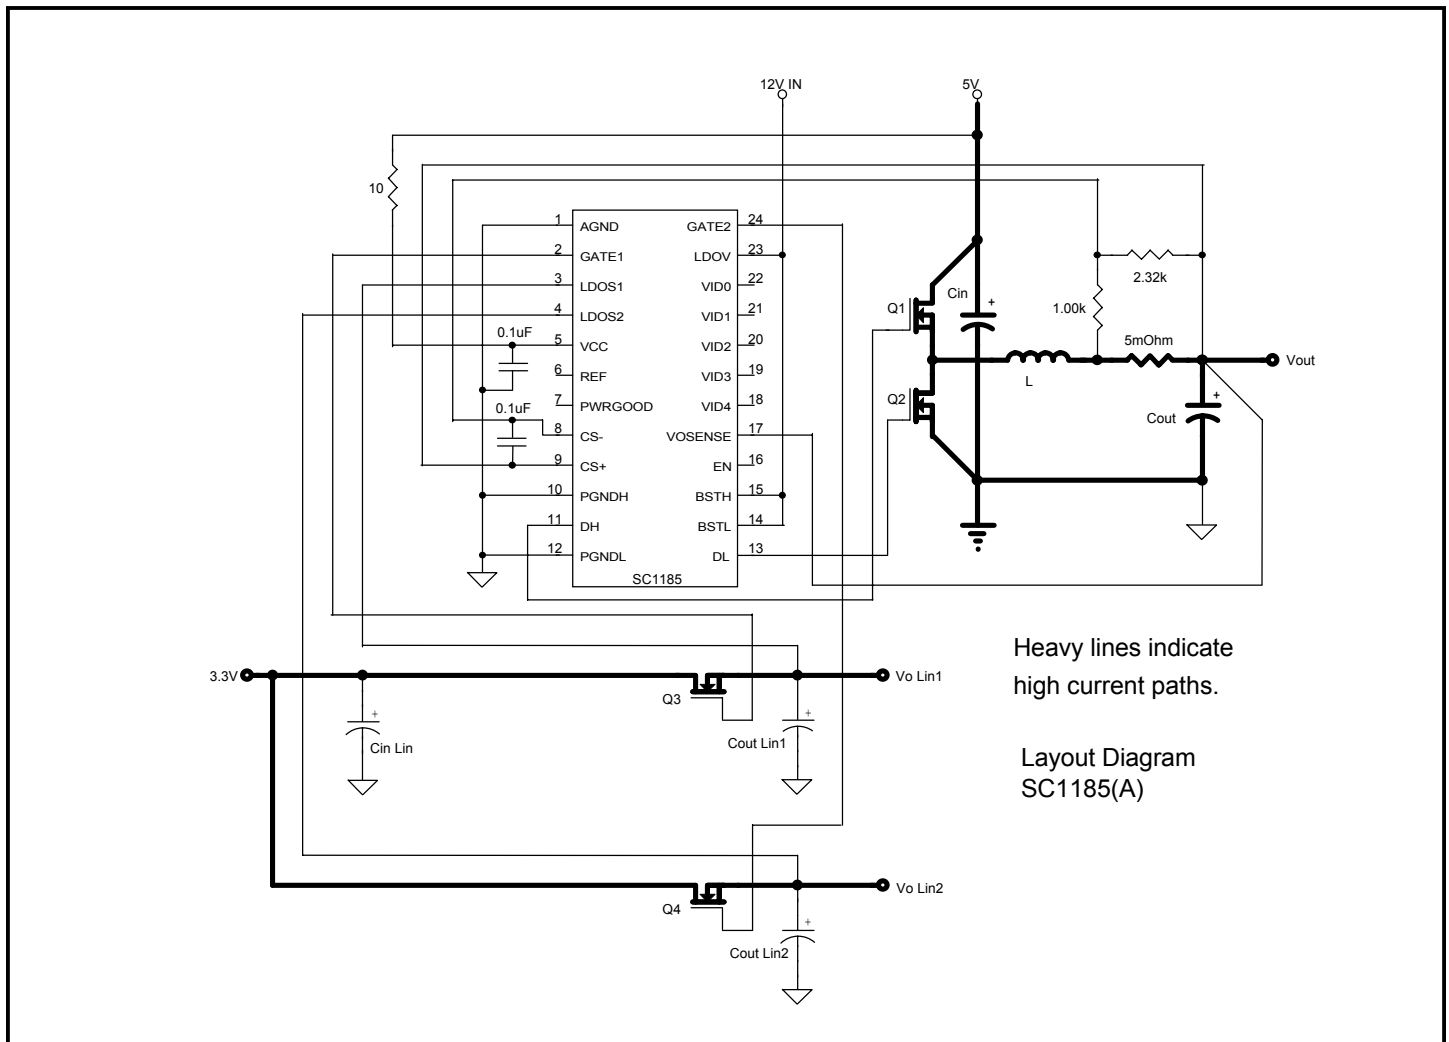 12V IN
5V
10
1 AGND GATE2 24
2 GATE1 LDOV 23
3 LDOS1 VID0 22
4 LDOS2 VID1 21
0.1uF
5 VCC VID2 20
6 REF VID3 19
0.1uF
7 PWRGOOD VID4 18
8 CS- VOSENSE 17
9 CS+ EN 16
10 PGNDH BSTH 15
11 DH BSTL 14
12 PGNDL DL 13
SC1185
2.32k
Cin +
1.00k
Q1
5mOhm
Vout
L
Q2
+
Cout
Heavy lines indicate
high current paths.
3.3V
Vo Lin1
Q3
+
Cin Lin
+
Cout Lin1
Layout Diagram
SC1185(A)
Vo Lin2
Q4
+
Cout Lin2